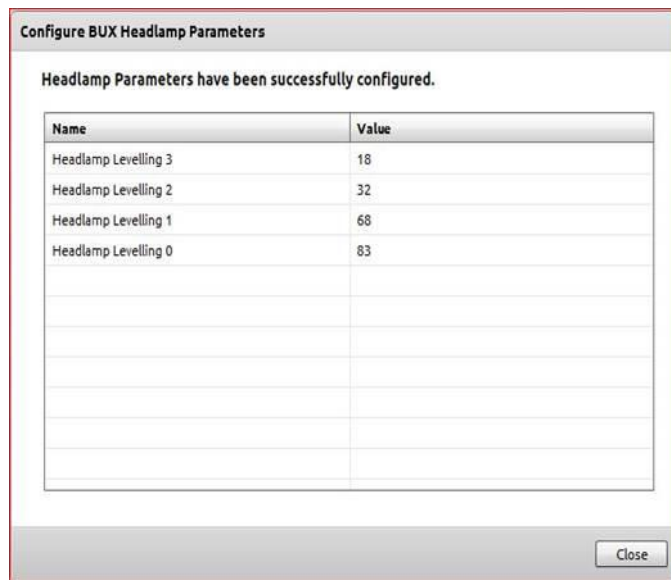 Configure BUX Headlamp Parameters
Headlamp Parameters have been successfully configured.
Name Value
Headlamp Levelling 3 18
Headlamp Levelling 2 32
Headlamp Levelling 1 68
Headlamp Levelling 0 83
Close